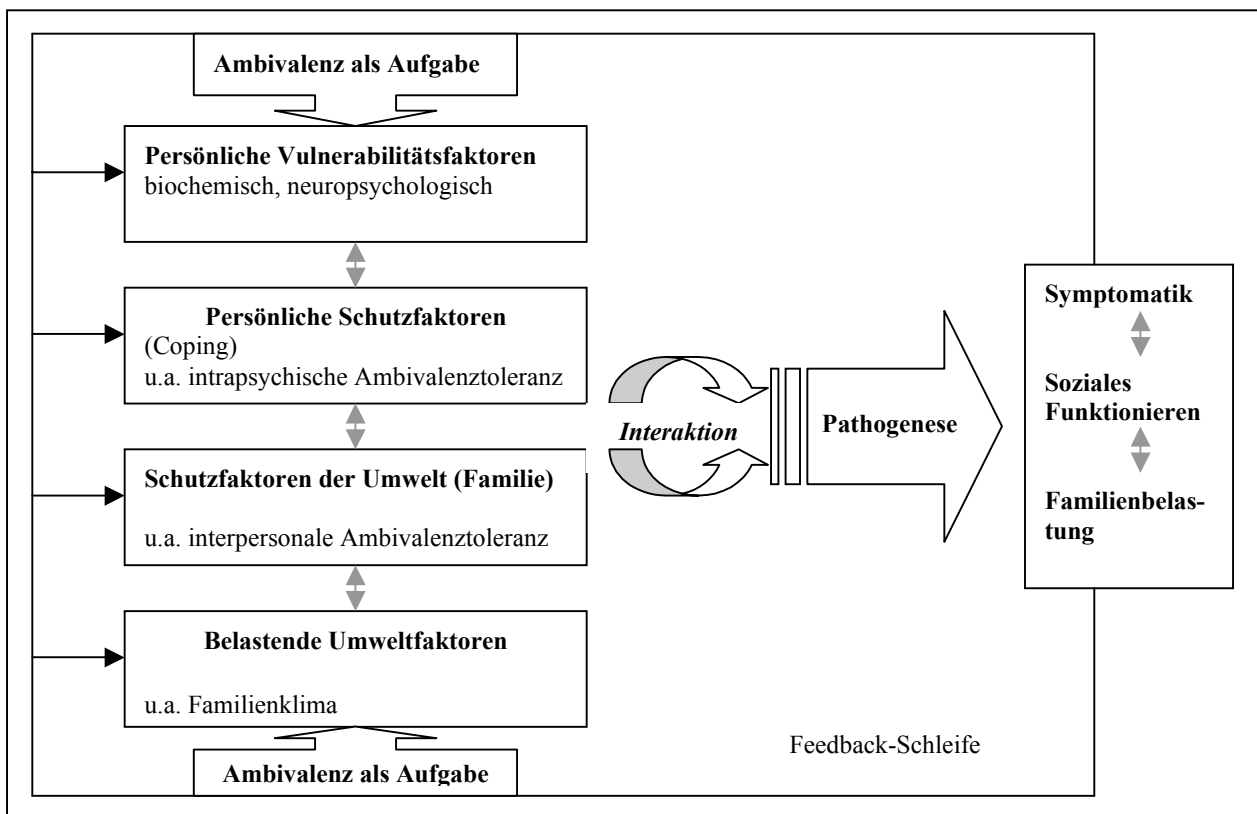 Ambivalenz als Aufgabe
Persönliche Vulnerabilitätsfaktoren
biochemisch, neuropsychologisch
Persönliche Schutzfaktoren
(Coping)
u.a. intrapsychische Ambivalenztoleranz
Schutzfaktoren der Umwelt (Familie)
u.a. interpersonale Ambivalenztoleranz
Belastende Umweltfaktoren
u.a. Familienklima
Ambivalenz als Aufgabe
Interaktion
Pathogenese
Symptomatik
Soziales
Funktionieren
Familienbelas-
tung
Feedback-Schleife